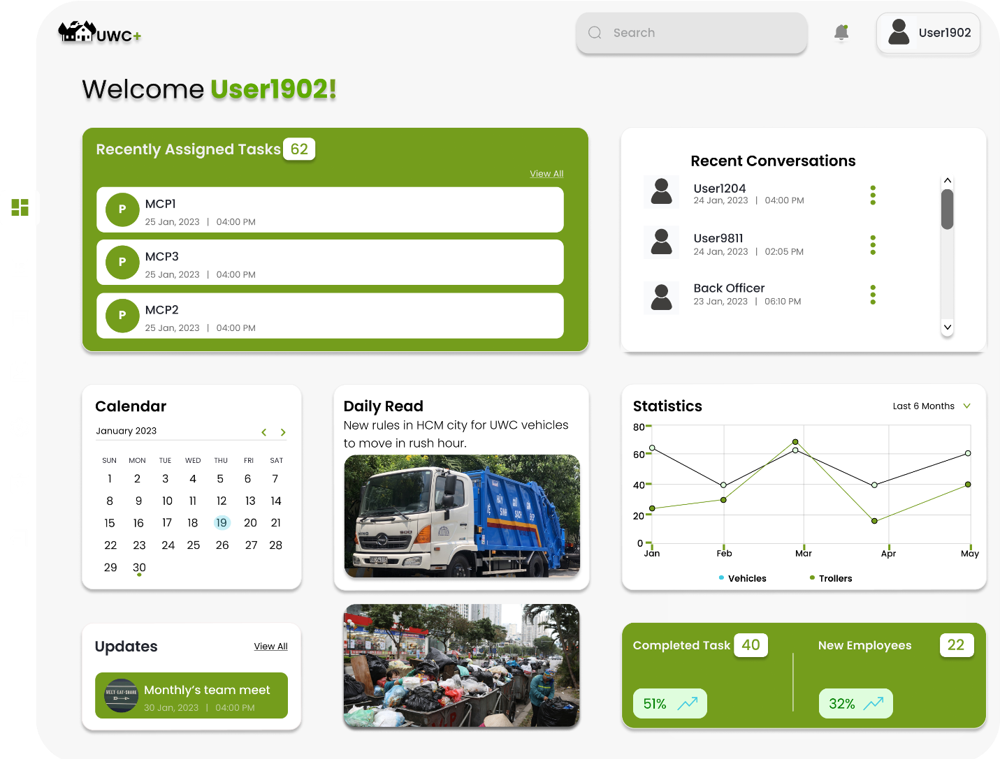 UWC+
Search
User1902
Welcome User1902!
Recently Assigned Tasks 62
View All
P
MCP1
25 Jan, 2023 | 04:00 PM
P
MCP3
25 Jan, 2023 | 04:00 PM
P
MCP2
25 Jan, 2023 | 04:00 PM
Recent Conversations
User1204
24 Jan, 2023 | 04:00 PM
User9811
24 Jan, 2023 | 02:05 PM
Back Officer
23 Jan, 2023 | 06:10 PM
Calendar
January 2023
SUN MON TUE WED THU FRI SAT
1 2 3 4 5 6 7
8 9 10 11 12 13 14
15 16 17 18 19 20 21
22 23 24 25 26 27 28
29 30
Daily Read
New rules in HCM city for UWC vehicles
to move in rush hour.
HÃY GIỮ
SINH SẠCH ĐẸP
HINO 500
Statistics
Last 6 Months
80
60
40
20
0
Jan Feb Mar Apr May
Vehicles Trollers
Updates
View All
MEET·EAT·SHARE
Monthly's team meet
30 Jan, 2023 | 04:00 PM
Completed Task 40
51%
New Employees 22
32%